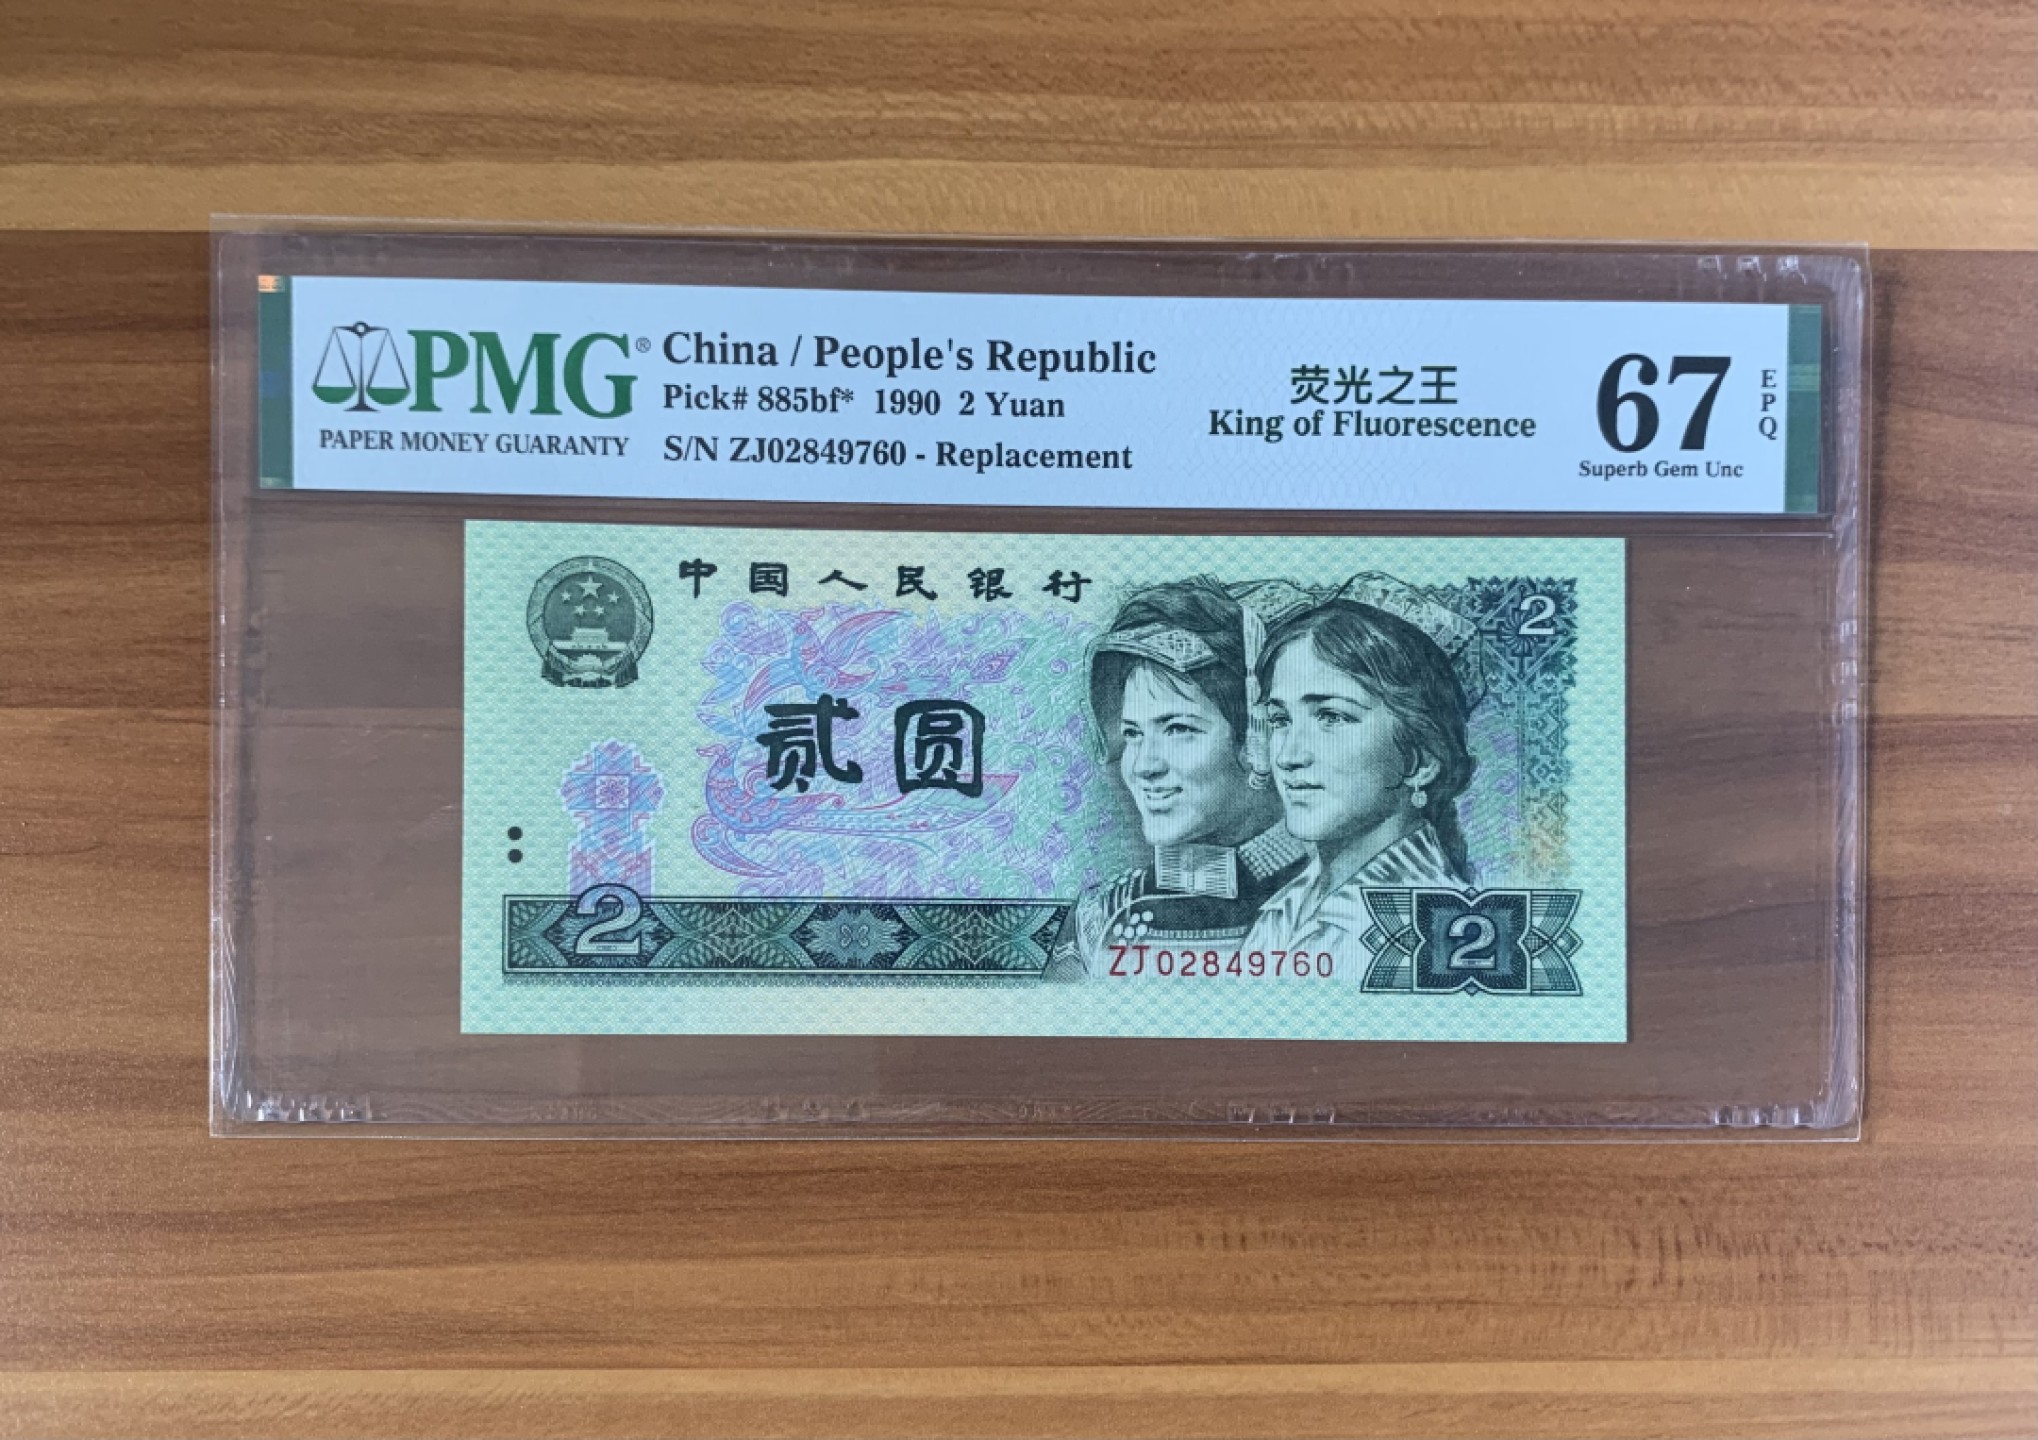 PMG®
PAPER MONEY GUARANTY
China / People's Republic
Pick# 885bf* 1990 2 Yuan
S/N ZJ02849760 - Replacement
荧光之王
King of Fluorescence
67
EPQ
Superb Gem Unc
中国人民银行
2
贰圆
2
ZJ02849760
2